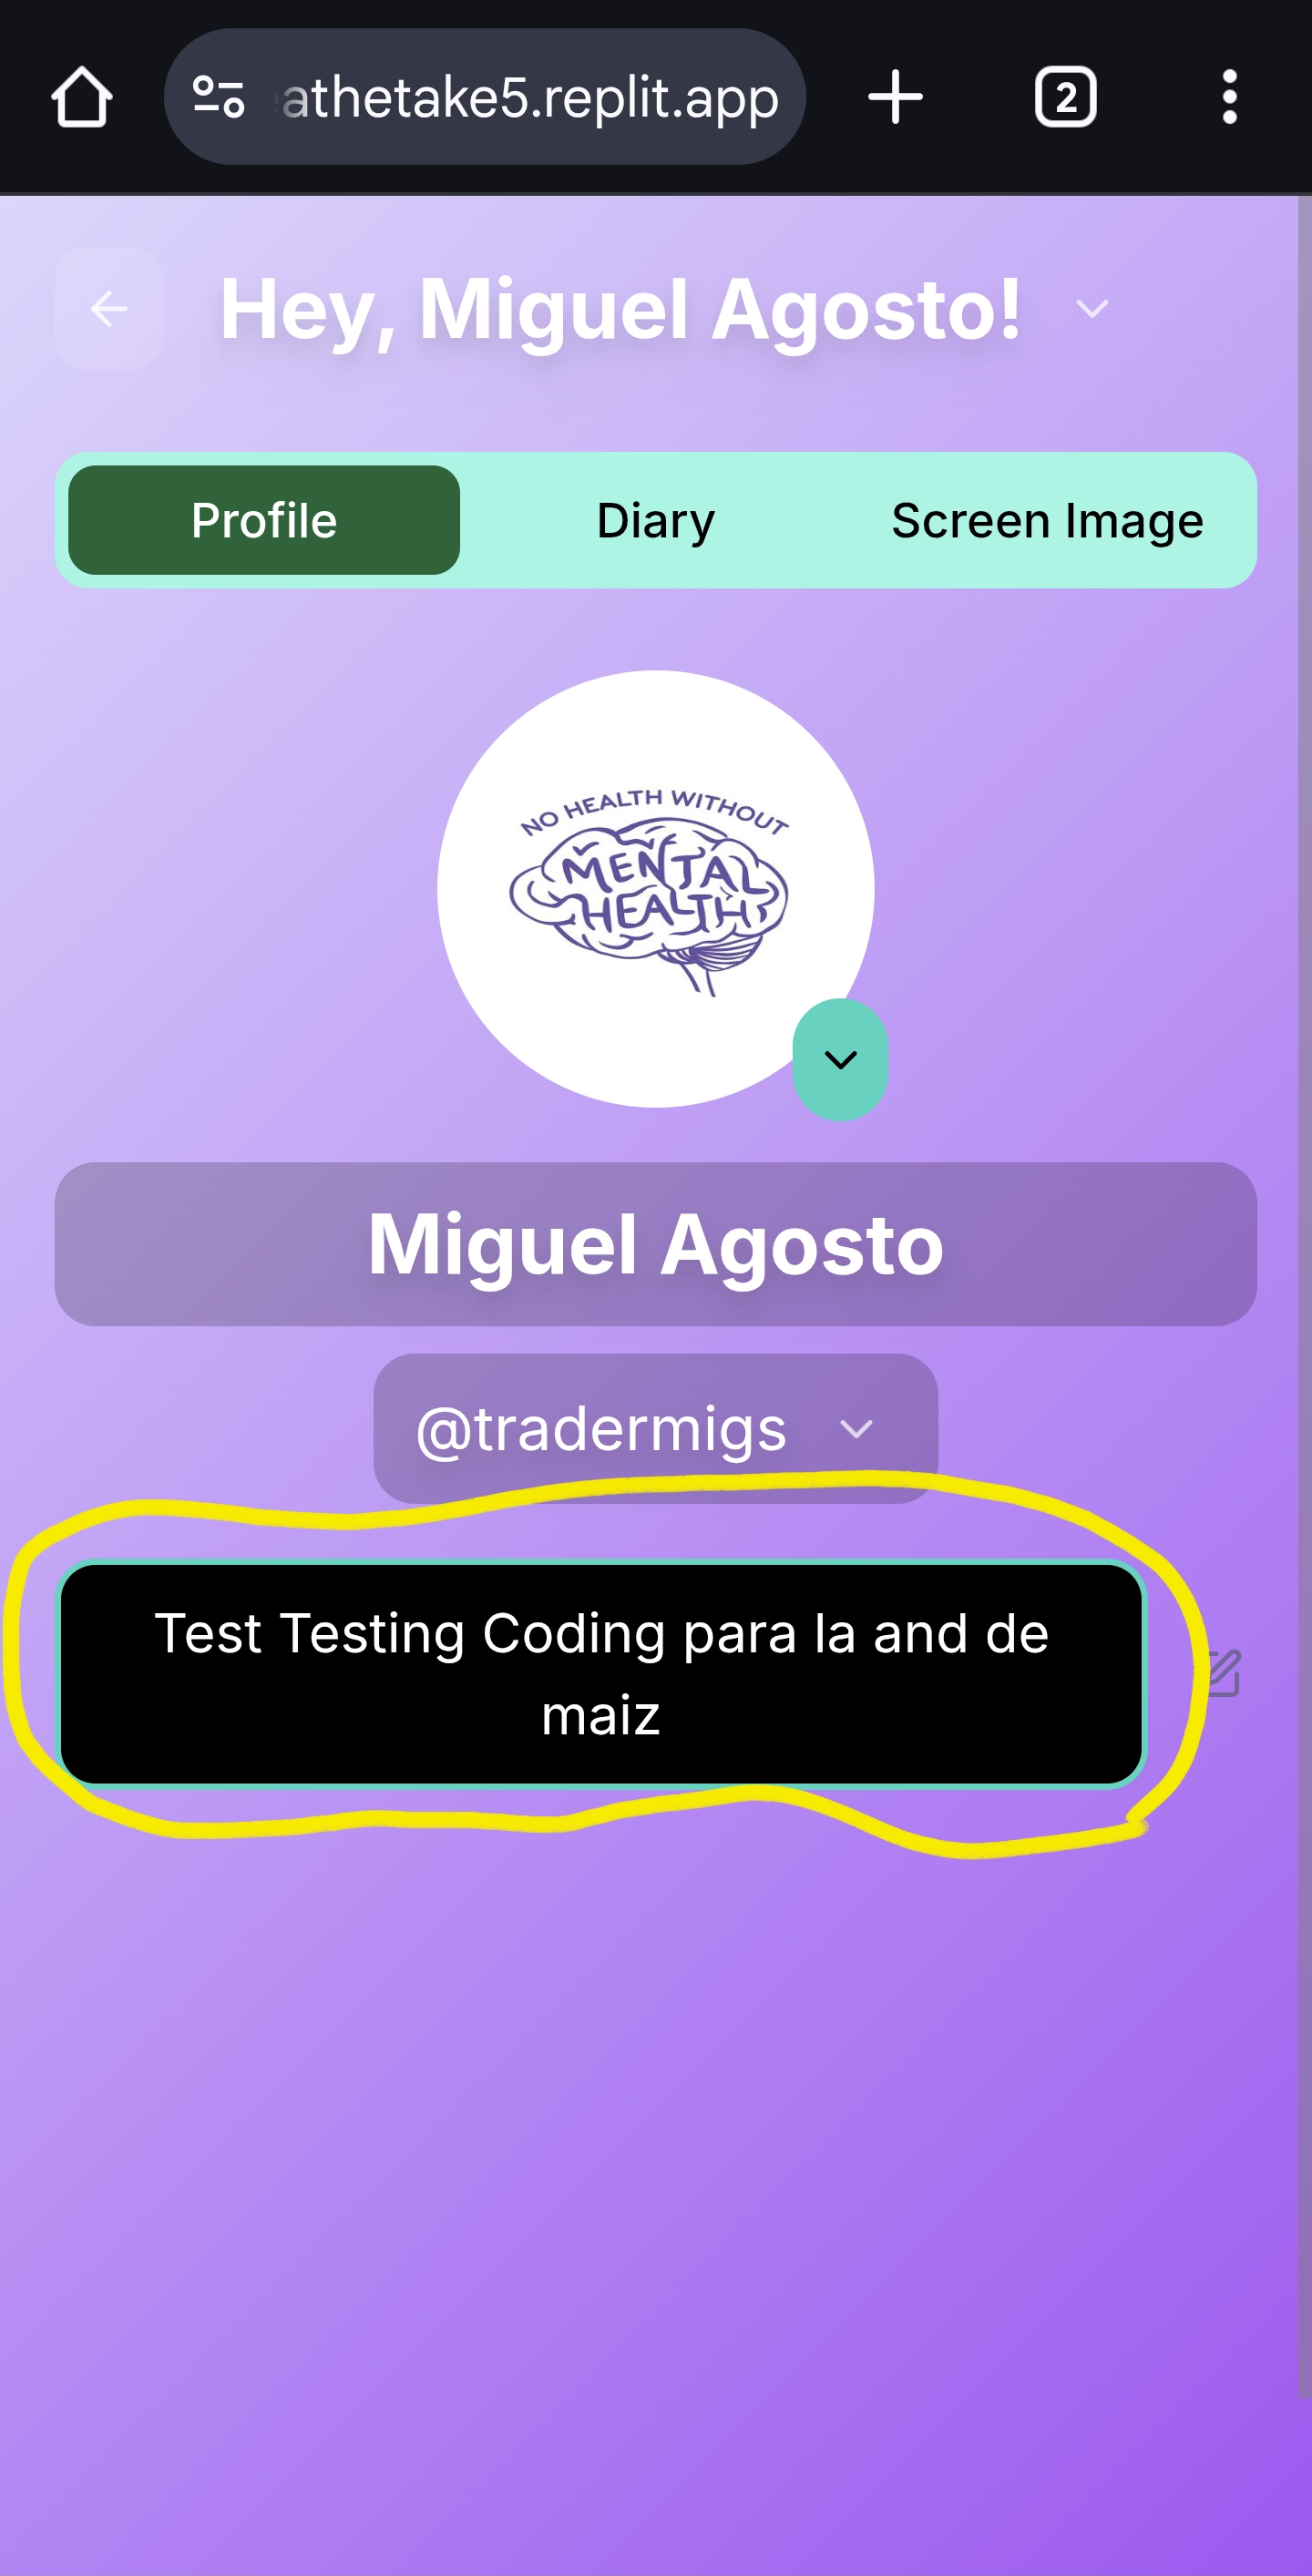 athetake5.replit.app
2
Hey, Miguel Agosto!
Profile Diary Screen Image
NO HEALTH WITHOUT
MENTAL
HEALTH
Miguel Agosto
@tradermigs
Test Testing Coding para la and de
maiz